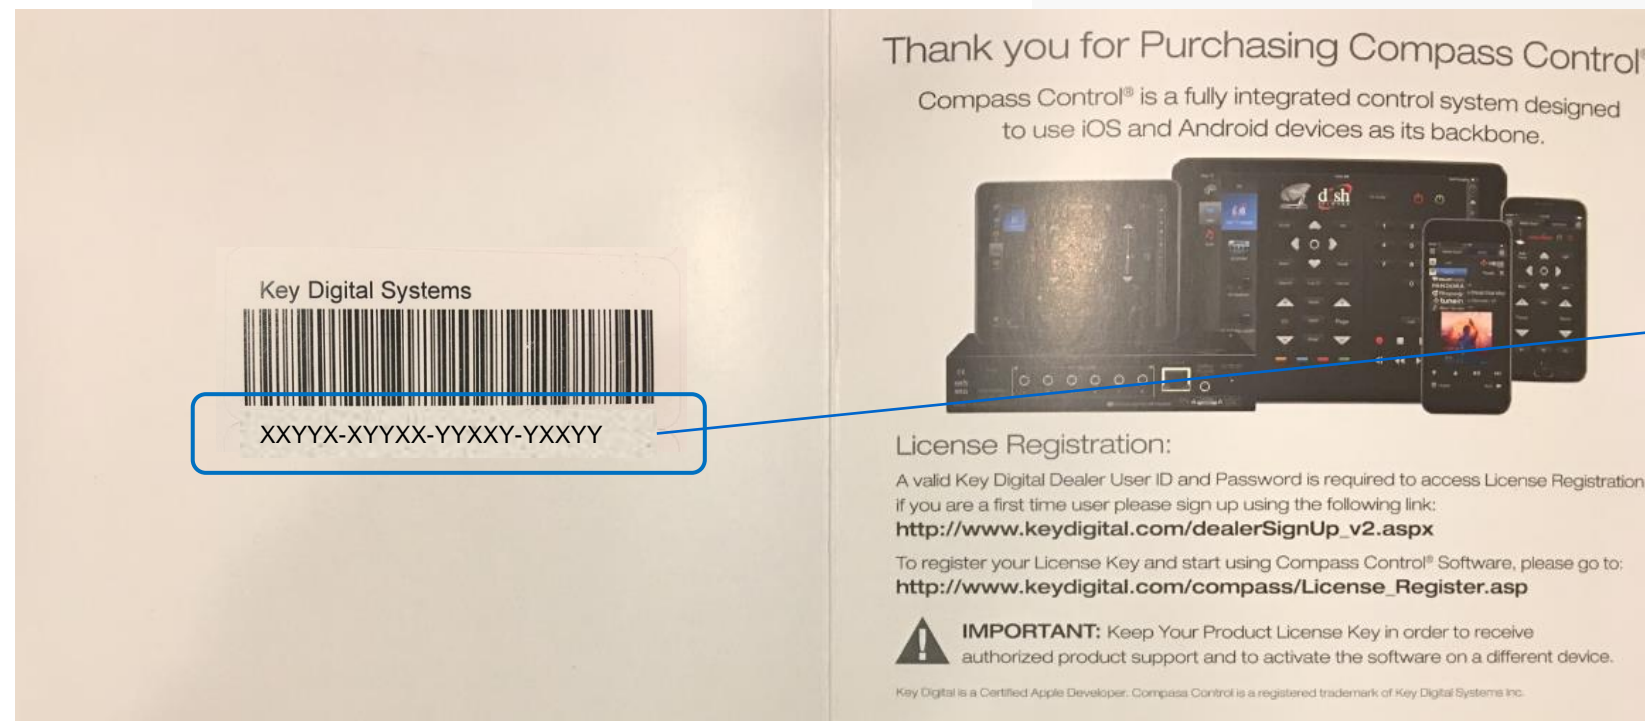 Key Digital Systems
XXYYX-XYYXX-YYXXY-YXXYY
Thank you for Purchasing Compass Control®
Compass Control® is a fully integrated control system designed
to use iOS and Android devices as its backbone.
dish
PANDORA
tunein
License Registration:
A valid Key Digital Dealer User ID and Password is required to access License Registration
if you are a first time user please sign up using the following link:
http://www.keydigital.com/dealerSignUp_v2.aspx
To register your License Key and start using Compass Control® Software, please go to:
http://www.keydigital.com/compass/License_Register.asp
IMPORTANT: Keep Your Product License Key in order to receive
authorized product support and to activate the software on a different device.
Key Digital is a Certified Apple Developer. Compass Control is a registered trademark of Key Digital Systems Inc.